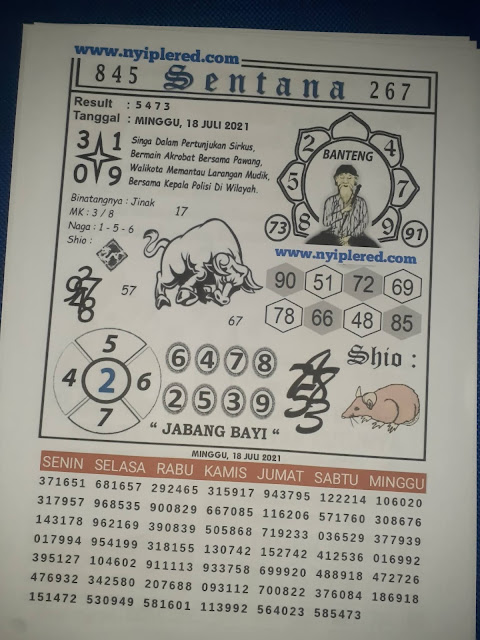 www.nyiplered.com
845 Sentana 267
Result : 5473
Tanggal : MINGGU, 18 JULI 2021
3 1
0 9
Singa Dalam Pertunjukan Sirkus,
Bermain Akrobat Bersama Pawang,
Walikota Memantau Larangan Mudik,
Bersama Kepala Polisi Di Wilayah.
Binatangnya : Jinak
MK : 3 / 8
Naga : 1 - 5 - 6
Shio :
17
57
67
BANTENG
2 4
5 7
8 9
73 91
www.nyiplered.com
90 51 72 69
78 66 48 85
5
4 2 6
7
6 4 7 8
2 5 3 9
" JABANG BAYI "
Shio :
MINGGU, 18 JULI 2021
SENIN SELASA RABU KAMIS JUMAT SABTU MINGGU
371651 681657 292465 315917 943795 122214 106020
317957 968535 900829 667085 116206 571760 308676
143178 962169 390839 505868 719233 036529 377939
017994 954199 318155 130742 152742 412536 016992
395127 104602 911113 933758 699920 488918 472726
476932 342580 207688 093112 700822 376084 186918
151472 530949 581601 113992 564023 585473